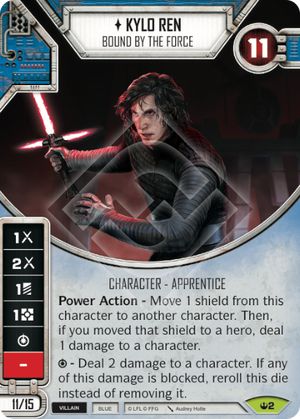 KYLO REN
BOUND BY THE FORCE
11
1
2
1
1
-
CHARACTER - APPRENTICE
Power Action - Move 1 shield from this
character to another character. Then,
if you moved that shield to a hero, deal
1 damage to a character.
- Deal 2 damage to a character. If any
of this damage is blocked, reroll this die
instead of removing it.
11/15
VILLAIN
BLUE
© LFL © FFG
Audrey Hotte
2